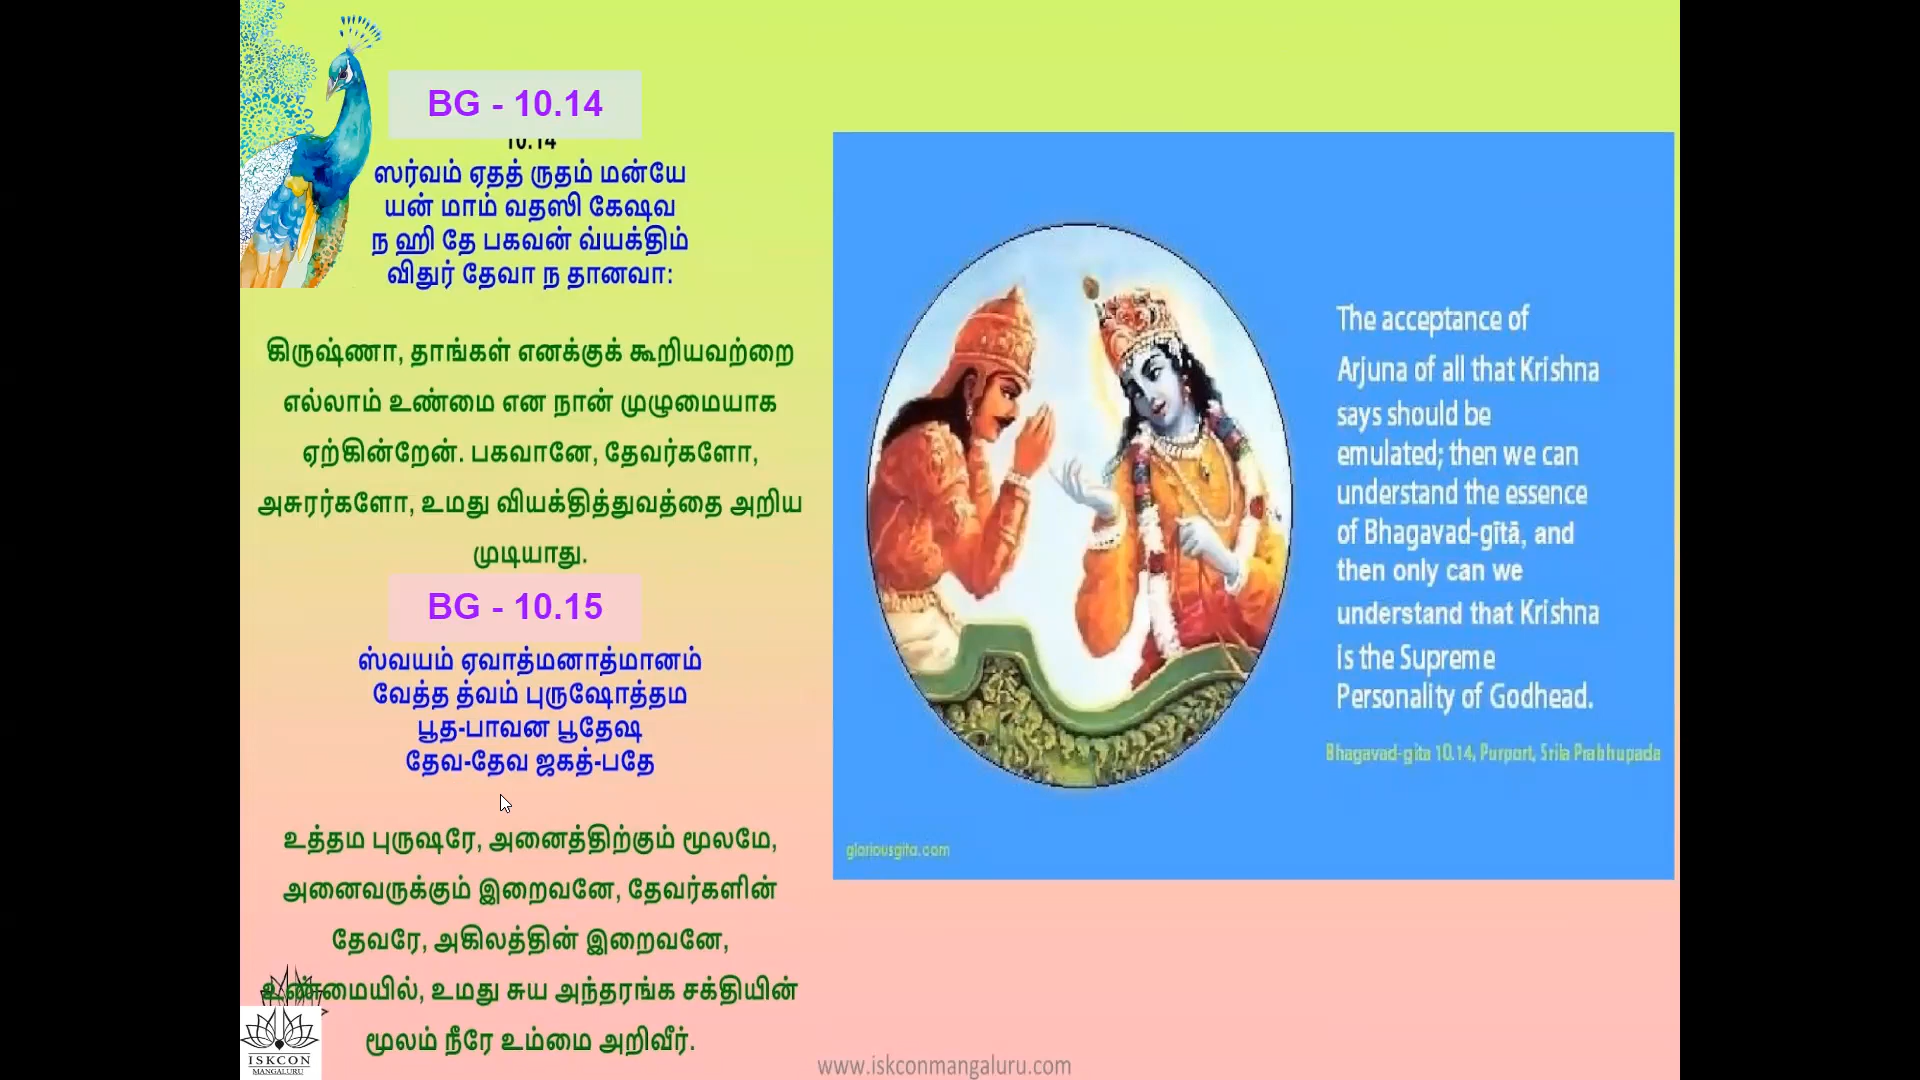 BG - 10.14
10.14
ஸர்வம் ஏதத் ருதம் மன்யே
யன் மாம் வதஸி கேஷவ
ந ஹி தே பகவன் வ்யக்திம்
விதுர் தேவா ந தானவா:
கிருஷ்ணா, தாங்கள் எனக்குக் கூறியவற்றை
எல்லாம் உண்மை என நான் முழுமையாக
ஏற்கின்றேன். பகவானே, தேவர்களோ,
அசுரர்களோ, உமது வியக்தித்துவத்தை அறிய
முடியாது.
BG - 10.15
ஸ்வயம் ஏவாத்மனாத்மானம்
வேத்த த்வம் புருஷோத்தம
பூத-பாவன பூதேஷ
தேவ-தேவ ஜகத்-பதே
உத்தம புருஷரே, அனைத்திற்கும் மூலமே,
அனைவருக்கும் இறைவனே, தேவர்களின்
தேவரே, அகிலத்தின் இறைவனே,
உண்மையில், உமது சுய அந்தரங்க சக்தியின்
மூலம் நீரே உம்மை அறிவீர்.
ISKCON
MANGALURU
The acceptance of
Arjuna of all that Krishna
says should be
emulated; then we can
understand the essence
of Bhagavad-gītā, and
then only can we
understand that Krishna
is the Supreme
Personality of Godhead.
Bhagavad-gita 10.14, Purport, Srila Prabhupada
gloriousgita.com
www.iskconmangaluru.com